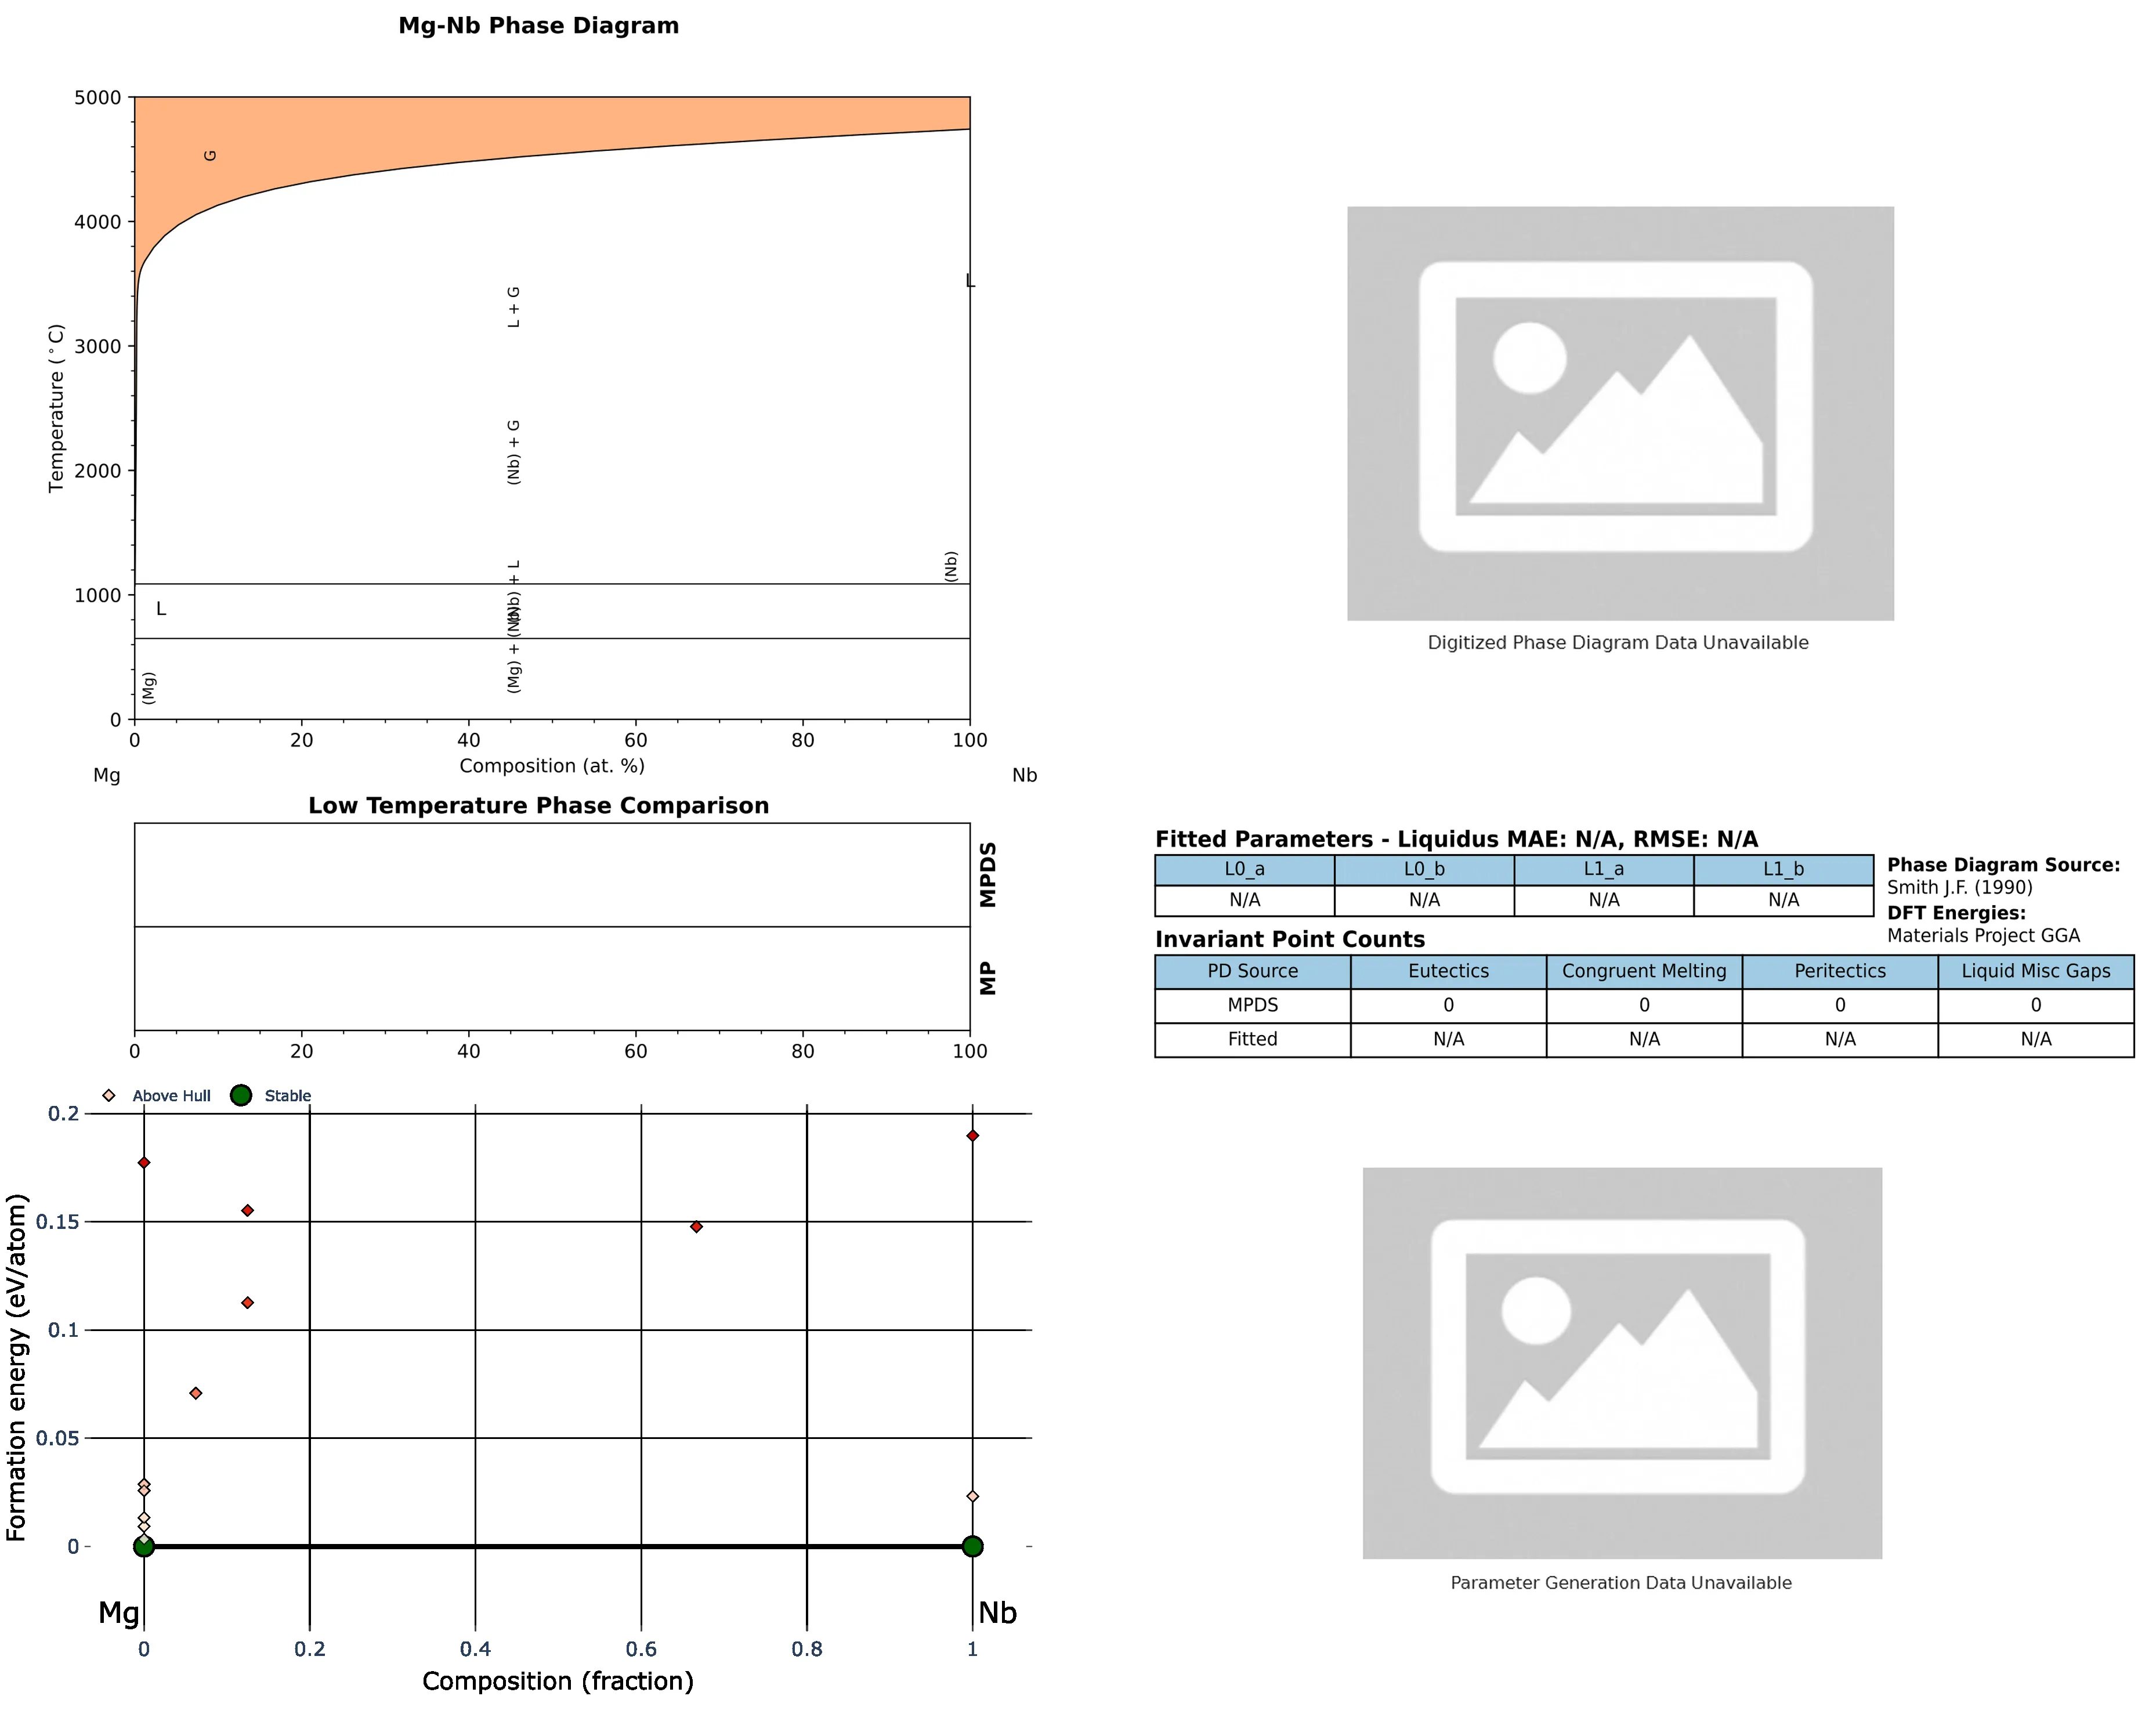 Mg-Nb Phase Diagram
5000
4000
3000
2000
1000
0
Temperature (°C)
G
L
L + G
(Nb) + G
(Nb) + L
(Nb)
L
(Mg) + (Nb)
(Mg)
0 20 40 60 80 100
Composition (at. %)
Mg Nb
Digitized Phase Diagram Data Unavailable
Low Temperature Phase Comparison
MPDS
MP
0 20 40 60 80 100
Fitted Parameters - Liquidus MAE: N/A, RMSE: N/A
L0_a L0_b L1_a L1_b
N/A N/A N/A N/A
Phase Diagram Source:
Smith J.F. (1990)
DFT Energies:
Materials Project GGA
Invariant Point Counts
PD Source Eutectics Congruent Melting Peritectics Liquid Misc Gaps
MPDS 0 0 0 0
Fitted N/A N/A N/A N/A
Above Hull Stable
0.2
0.15
0.1
0.05
0
Formation energy (eV/atom)
Mg Nb
0 0.2 0.4 0.6 0.8 1
Composition (fraction)
Parameter Generation Data Unavailable